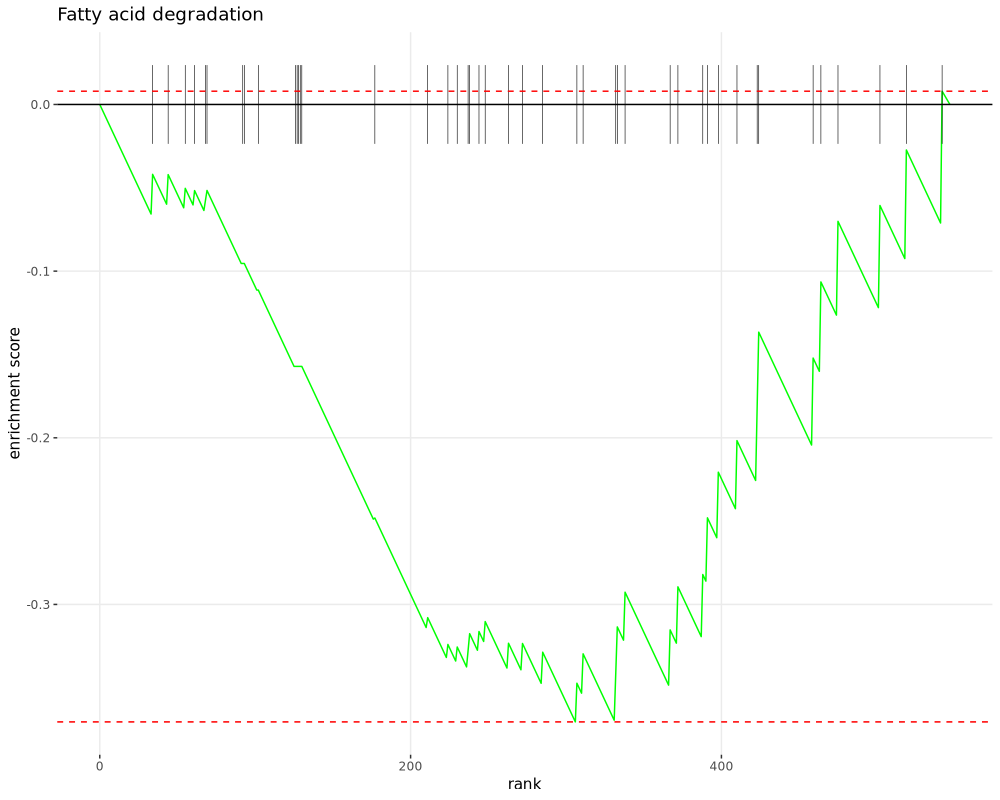 Fatty acid degradation
0.0
-0.1
-0.2
-0.3
enrichment score
0
200
400
rank